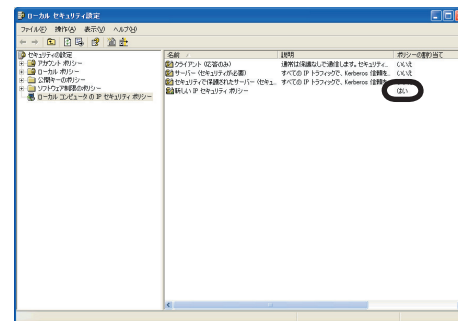 ローカル セキュリティ設定
ファイル(F) 操作(A) 表示(V) ヘルプ(H)
セキュリティの設定
アカウント ポリシー
ローカル ポリシー
公開キーのポリシー
ソフトウェア制限のポリシー
ローカル コンピュータ の IP セキュリティ ポリシー
名前 説明 ポリシーの割り当て
クライアント (応答のみ) 通常は保護なしで通信します。セキュリティ... いいえ
サーバー (セキュリティが必要) すべての IP トラフィックで、Kerberos 信頼を... いいえ
セキュリティで保護されたサーバー (セキュ... すべての IP トラフィックで、Kerberos 信頼を... いいえ
新しい IP セキュリティ ポリシー はい